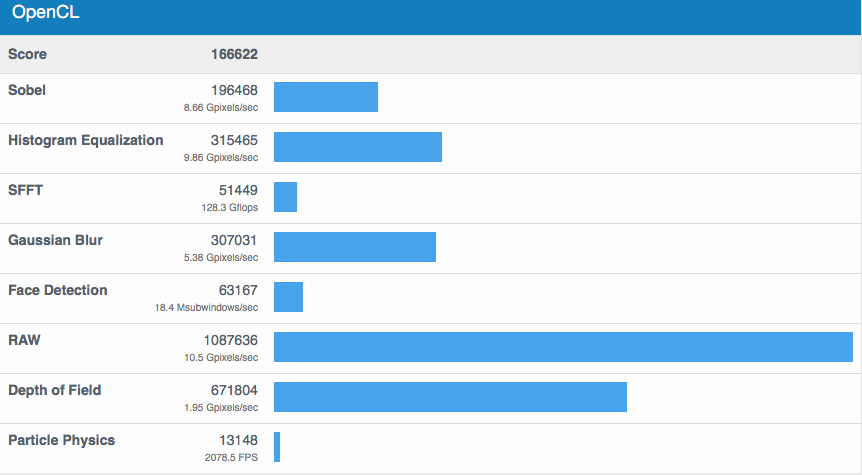 OpenCL
Score 166622
Sobel 196468
8.66 Gpixels/sec
Histogram Equalization 315465
9.86 Gpixels/sec
SFFT 51449
128.3 Gflops
Gaussian Blur 307031
5.38 Gpixels/sec
Face Detection 63167
18.4 Msubwindows/sec
RAW 1087636
10.5 Gpixels/sec
Depth of Field 671804
1.95 Gpixels/sec
Particle Physics 13148
2078.5 FPS